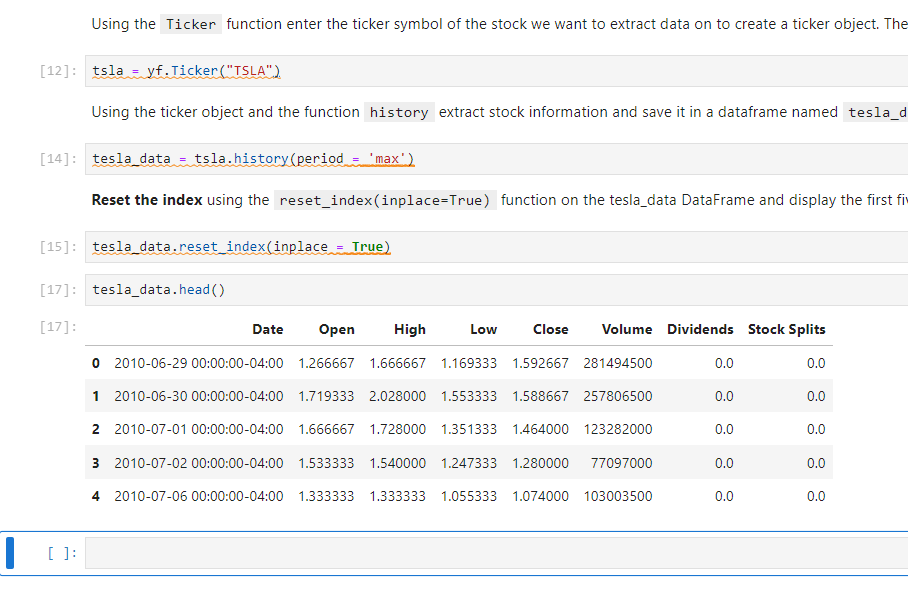 Using the Ticker function enter the ticker symbol of the stock we want to extract data on to create a ticker object. The
[12]: tsla = yf.Ticker("TSLA")
Using the ticker object and the function history extract stock information and save it in a dataframe named tesla_d
[14]: tesla_data = tsla.history(period = 'max')
Reset the index using the reset_index(inplace=True) function on the tesla_data DataFrame and display the first fi
[15]: tesla_data.reset_index(inplace = True)
[17]: tesla_data.head()
[17]: Date Open High Low Close Volume Dividends Stock Splits
0 2010-06-29 00:00:00-04:00 1.266667 1.666667 1.169333 1.592667 281494500 0.0 0.0
1 2010-06-30 00:00:00-04:00 1.719333 2.028000 1.553333 1.588667 257806500 0.0 0.0
2 2010-07-01 00:00:00-04:00 1.666667 1.728000 1.351333 1.464000 123282000 0.0 0.0
3 2010-07-02 00:00:00-04:00 1.533333 1.540000 1.247333 1.280000 77097000 0.0 0.0
4 2010-07-06 00:00:00-04:00 1.333333 1.333333 1.055333 1.074000 103003500 0.0 0.0
[ ]: